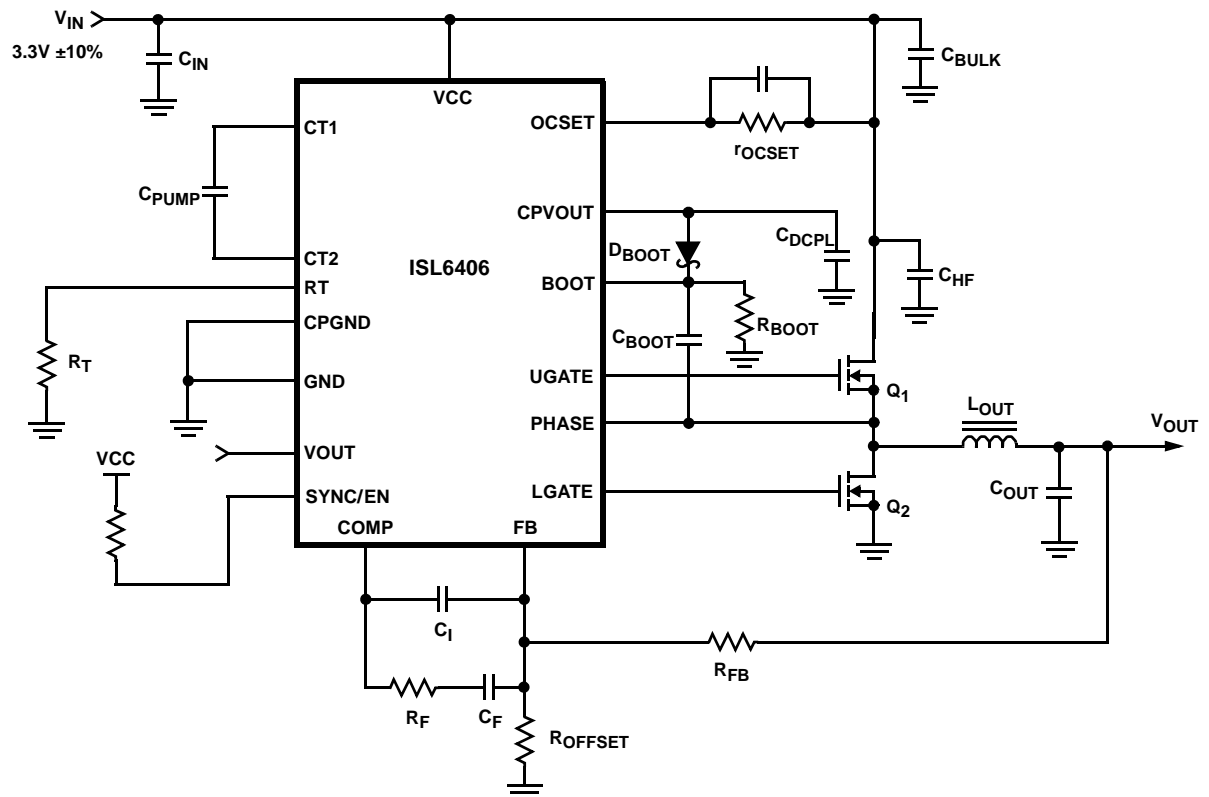 VIN
3.3V ±10%
CIN
CBULK
VCC
CT1
OCSET
rOCSET
CPUMP
CPVOUT
CDCPL
DBOOT
CT2
ISL6406
BOOT
CHF
RT
RBOOT
CPGND
CBOOT
RT
GND
UGATE
Q1
LOUT
PHASE
VOUT
VOUT
VCC
LGATE
COUT
SYNC/EN
Q2
COMP
FB
CI
RFB
RF
CF
ROFFSET